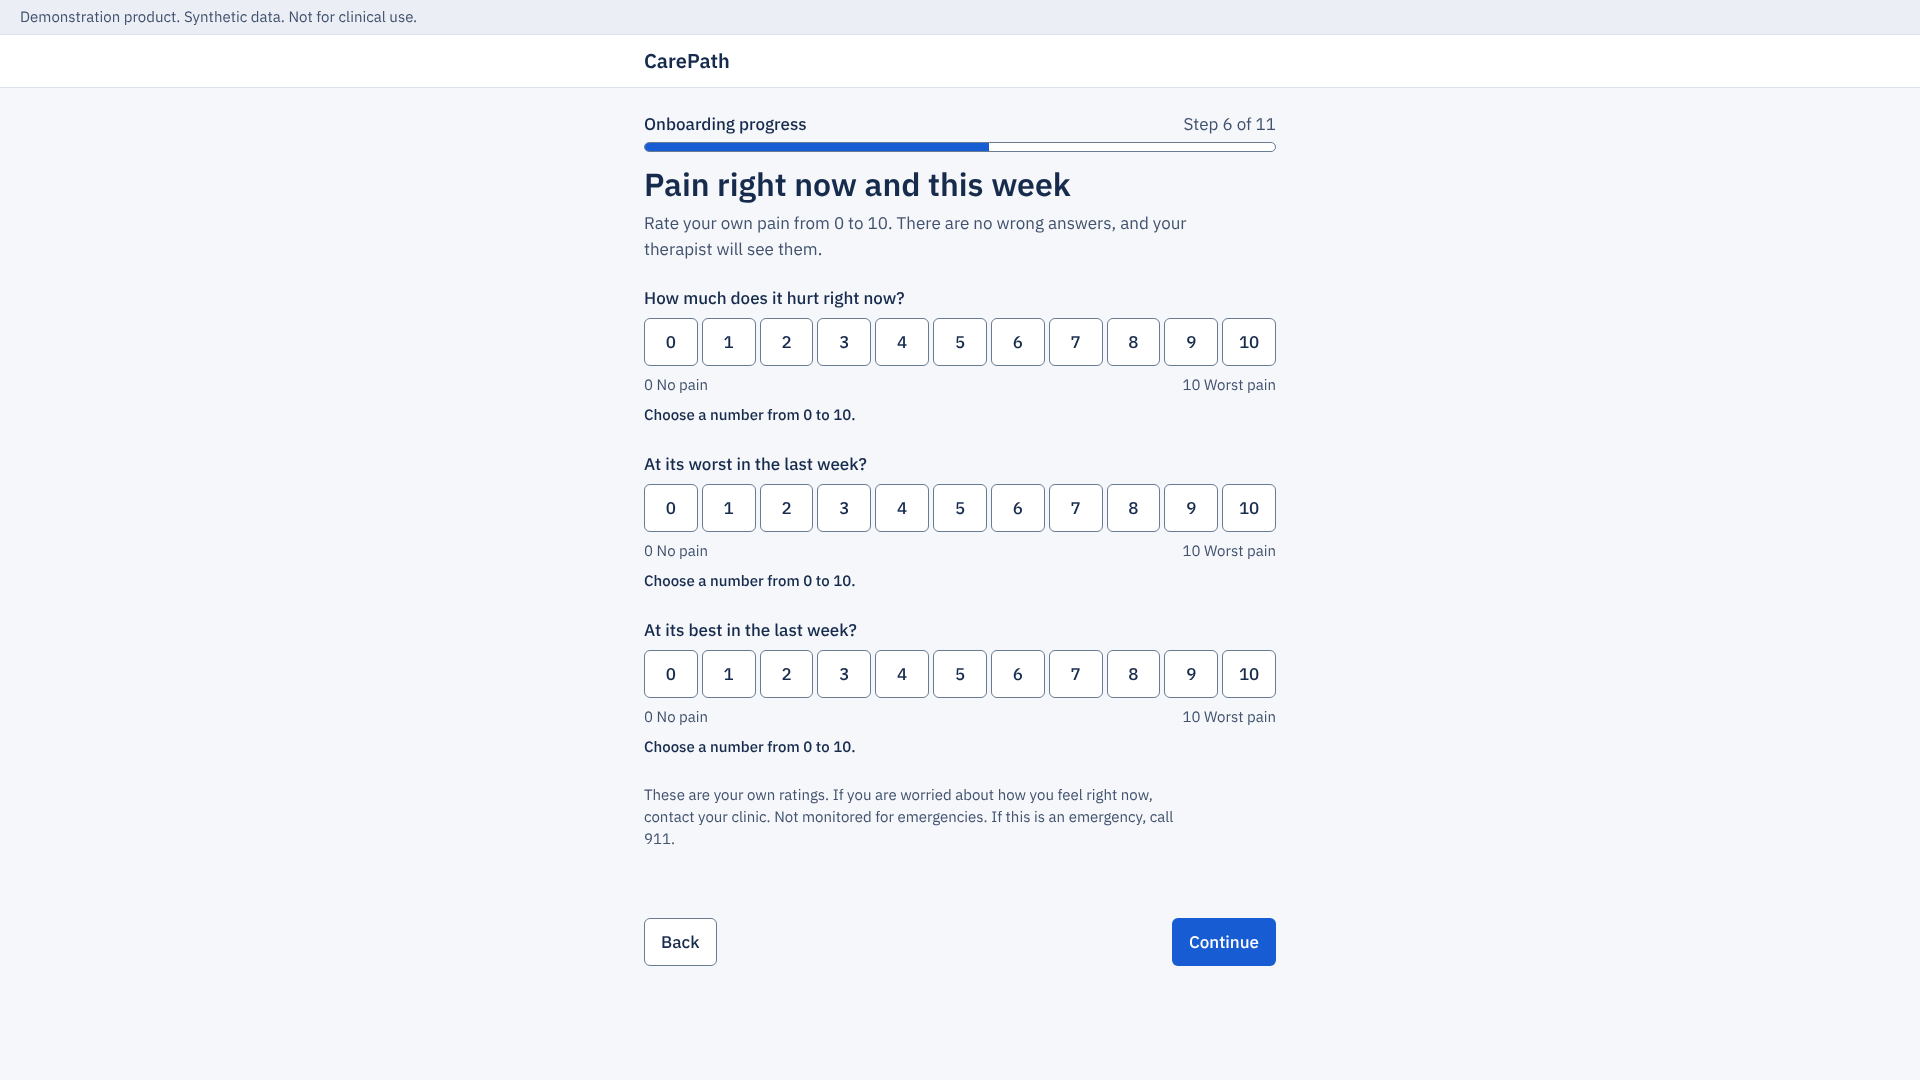 Demonstration product. Synthetic data. Not for clinical use.
CarePath
Onboarding progress
Step 6 of 11
Pain right now and this week
Rate your own pain from 0 to 10. There are no wrong answers, and your
therapist will see them.
How much does it hurt right now?
0 1 2 3 4 5 6 7 8 9 10
0 No pain
10 Worst pain
Choose a number from 0 to 10.
At its worst in the last week?
0 1 2 3 4 5 6 7 8 9 10
0 No pain
10 Worst pain
Choose a number from 0 to 10.
At its best in the last week?
0 1 2 3 4 5 6 7 8 9 10
0 No pain
10 Worst pain
Choose a number from 0 to 10.
These are your own ratings. If you are worried about how you feel right now,
contact your clinic. Not monitored for emergencies. If this is an emergency, call
911.
Back
Continue